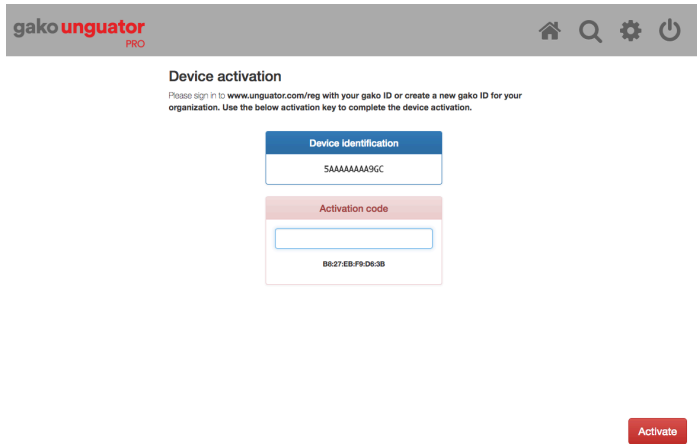 gako unguator
PRO
Device activation
Please sign in to www.unguator.com/reg with your gako ID or create a new gako ID for your
organization. Use the below activation key to complete the device activation.
Device identification
5AAAAAAAA9GC
Activation code
B8:27:EB:F9:D6:3B
Activate